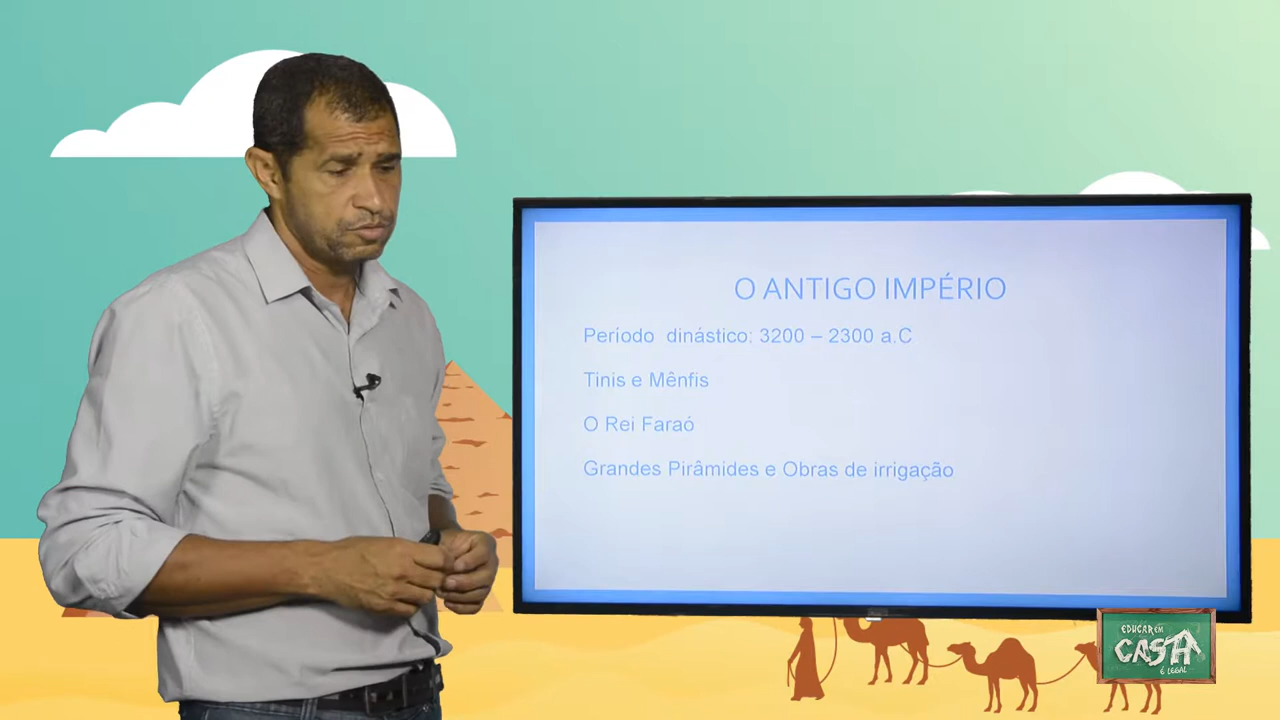 O ANTIGO IMPÉRIO
Período dinástico: 3200 – 2300 a.C
Tinis e Mênfis
O Rei Faraó
Grandes Pirâmides e Obras de irrigação
EDUCAR EM
CASA
É LEGAL